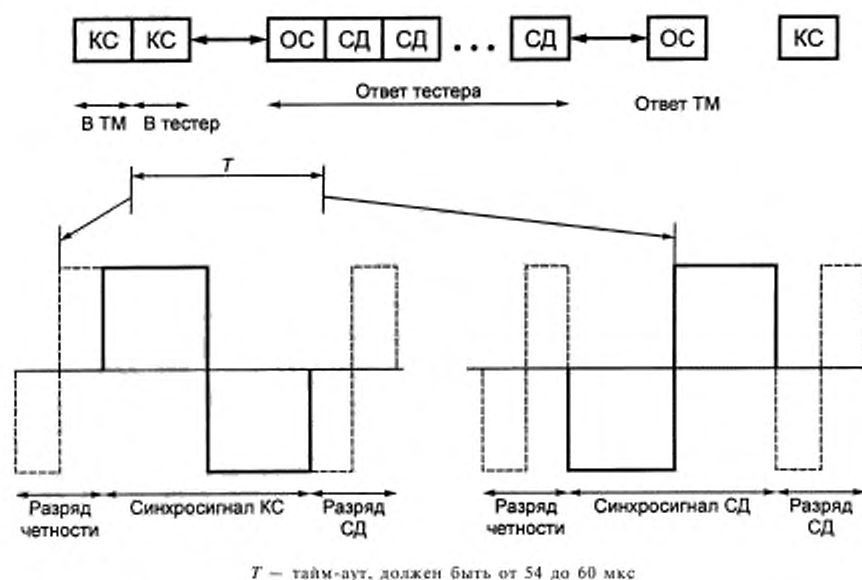 КС КС ОС СД СД ... СД ОС КС
Ответ тестера
Ответ ТМ
В ТМ В тестер
T
Разряд четности
Синхросигнал КС
Разряд СД
Разряд четности
Синхросигнал СД
Разряд СД
T — тайм-аут, должен быть от 54 до 60 мкс